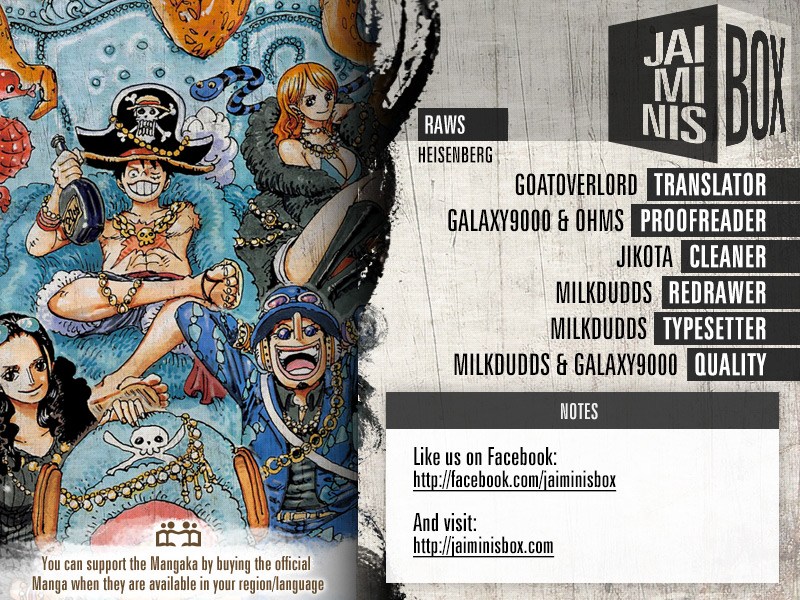 JAI
MI
NIS
BOX
RAWS
HEISENBERG
GOATOVERLORD TRANSLATOR
GALAXY9000 & OHMS PROOFREADER
JIKOTA CLEANER
MILKDUDDS REDRAWER
MILKDUDDS TYPESETTER
MILKDUDDS & GALAXY9000 QUALITY
NOTES
Like us on Facebook:
http://facebook.com/jaiminisbox
And visit:
http://jaiminisbox.com
You can support the Mangaka by buying the official
Manga when they are available in your region/language